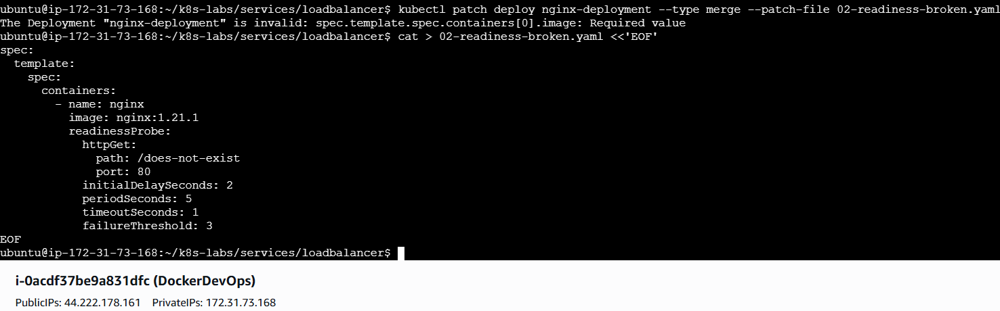 ubuntu@ip-172-31-73-168:~/k8s-labs/services/loadbalancer$ kubectl patch deploy nginx-deployment --type merge --patch-file 02-readiness-broken.yaml
The Deployment "nginx-deployment" is invalid: spec.template.spec.containers[0].image: Required value
ubuntu@ip-172-31-73-168:~/k8s-labs/services/loadbalancer$ cat > 02-readiness-broken.yaml <<'EOF'
spec:
  template:
    spec:
      containers:
        - name: nginx
          image: nginx:1.21.1
          readinessProbe:
            httpGet:
              path: /does-not-exist
              port: 80
            initialDelaySeconds: 2
            periodSeconds: 5
            timeoutSeconds: 1
            failureThreshold: 3
EOF
ubuntu@ip-172-31-73-168:~/k8s-labs/services/loadbalancer$
i-0acdf37be9a831dfc (DockerDevOps)
PublicIPs: 44.222.178.161 PrivateIPs: 172.31.73.168